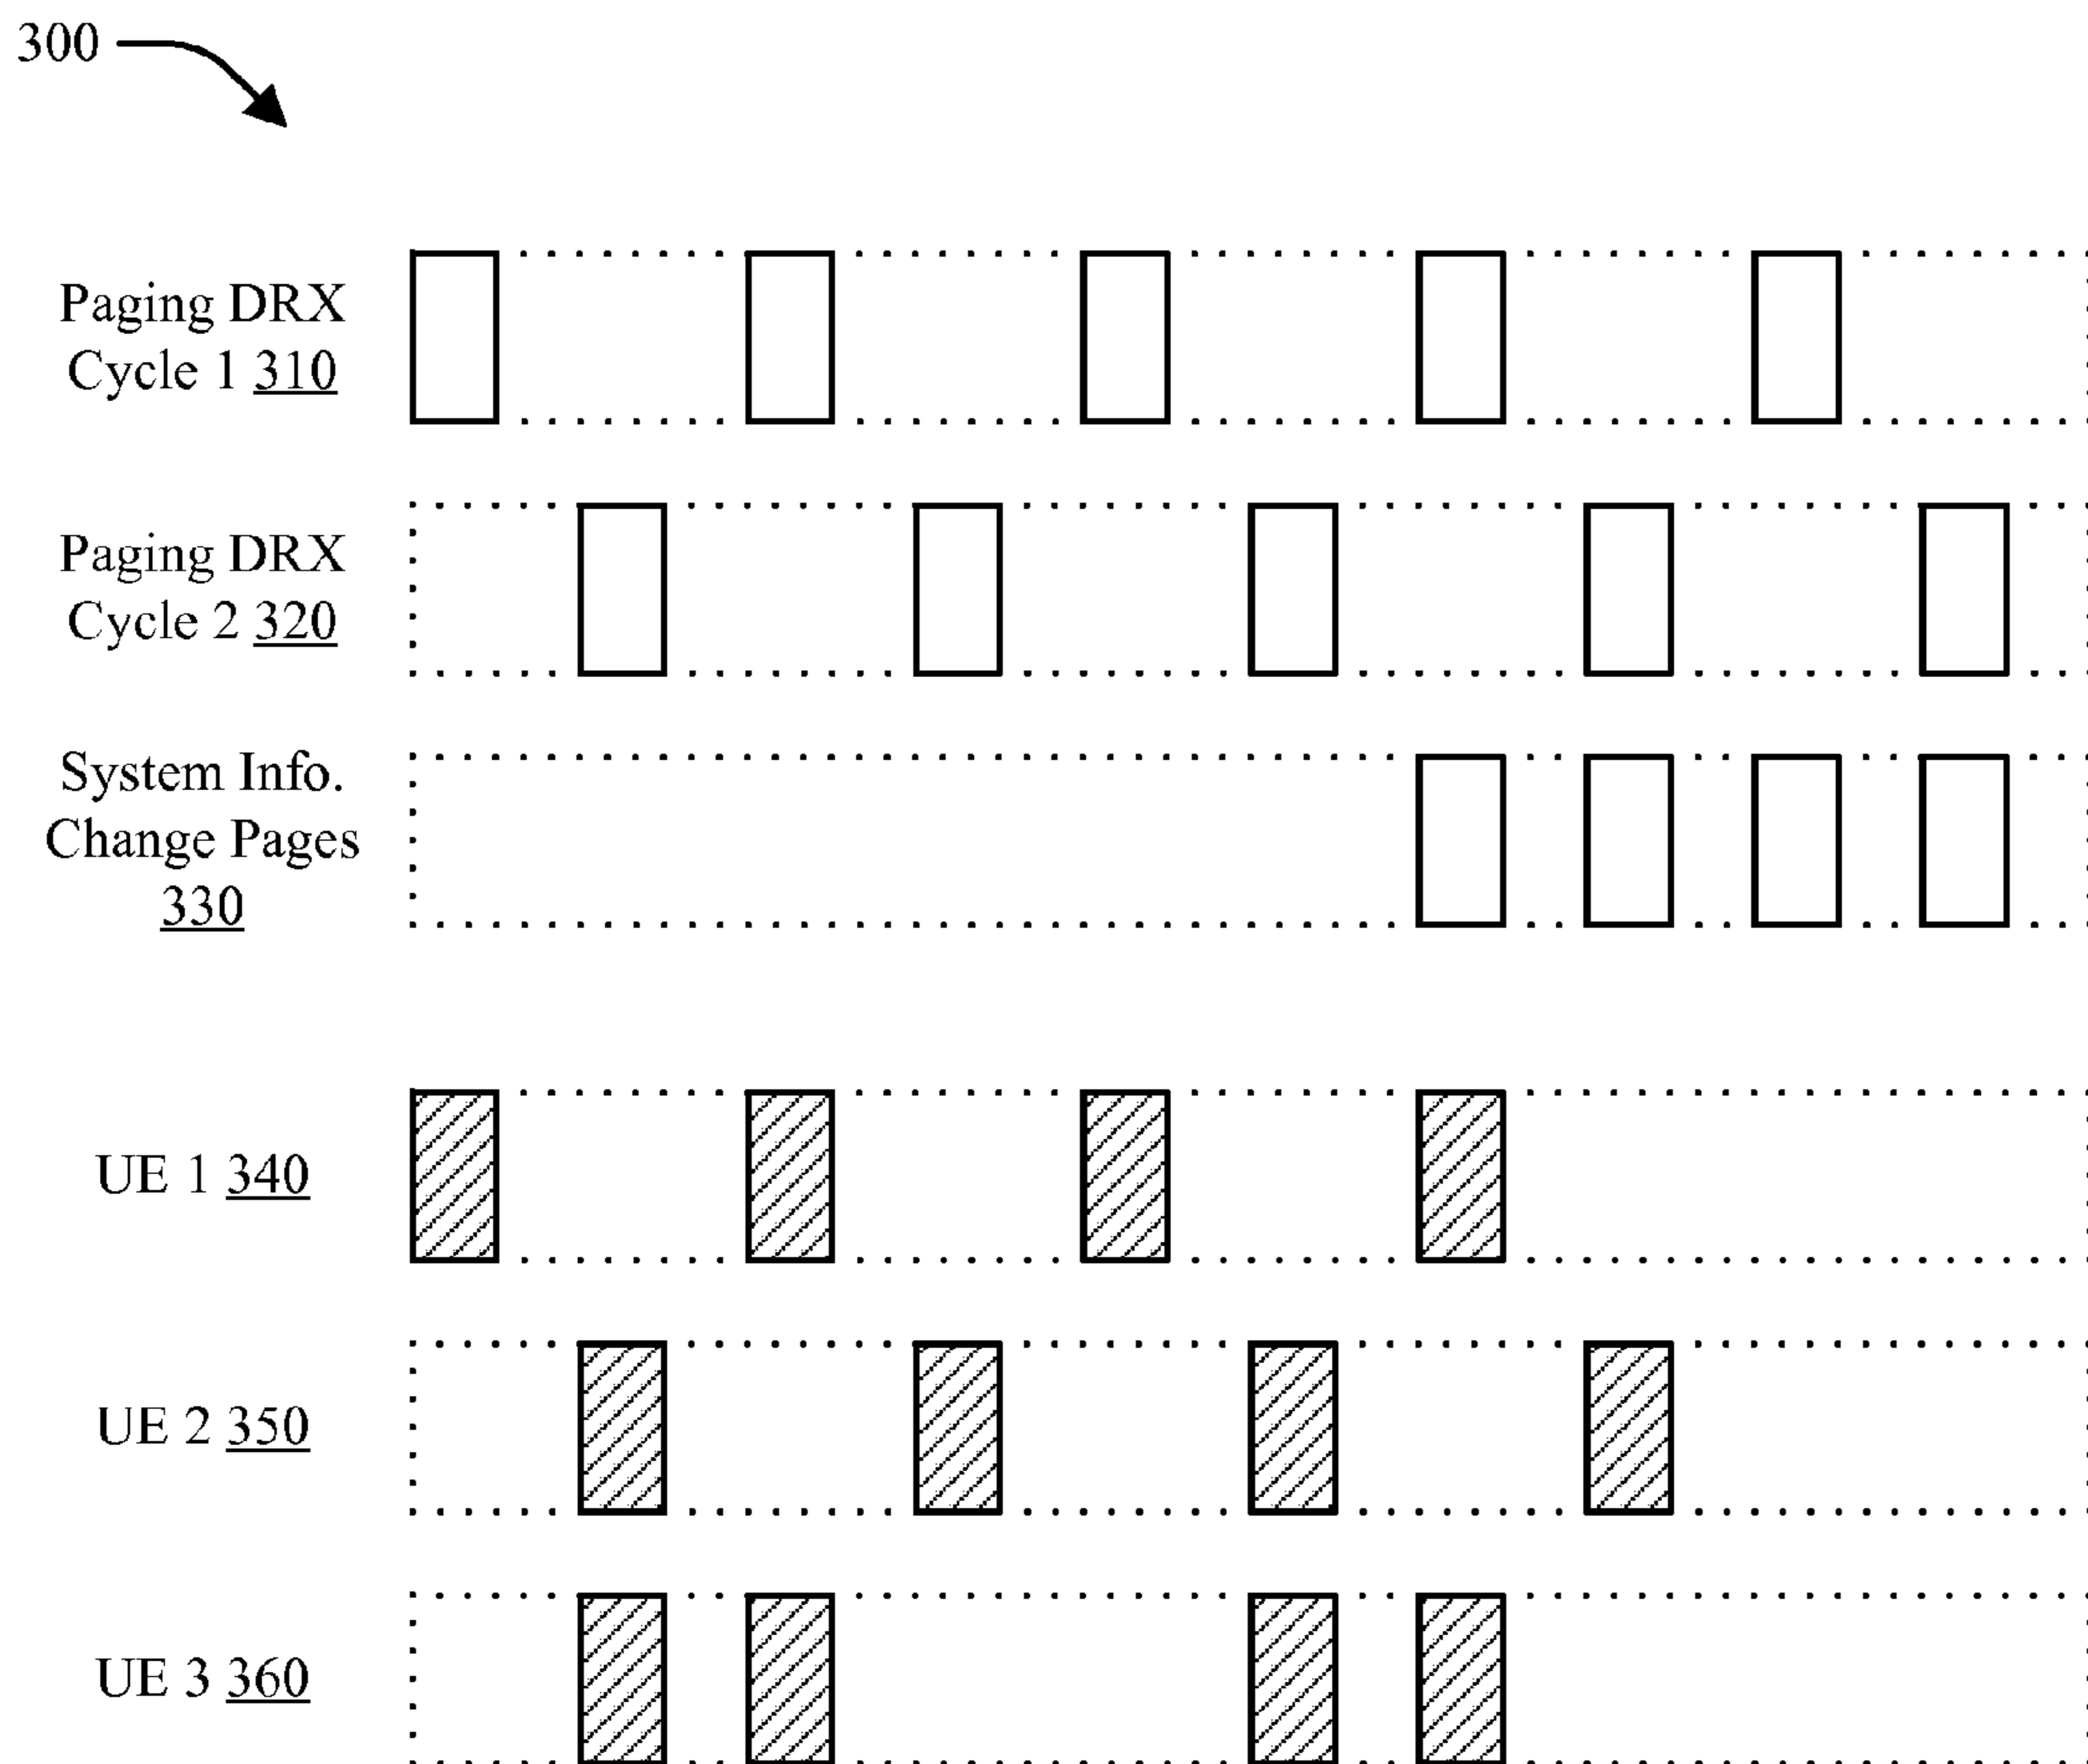 300
Paging DRX
Cycle 1 310
Paging DRX
Cycle 2 320
System Info.
Change Pages
330
UE 1 340
UE 2 350
UE 3 360